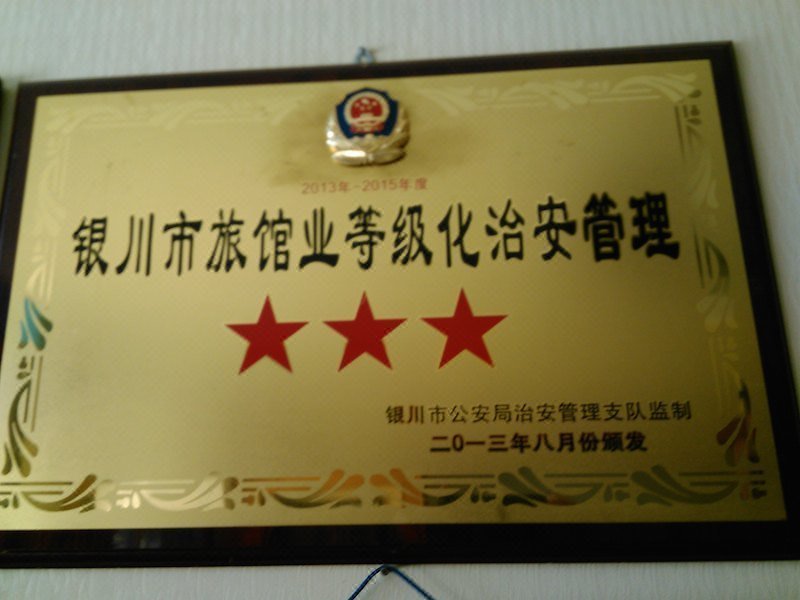 2013年-2015年度
银川市旅馆业等级化治安管理
银川市公安局治安管理支队监制
二0一三年八月份颁发